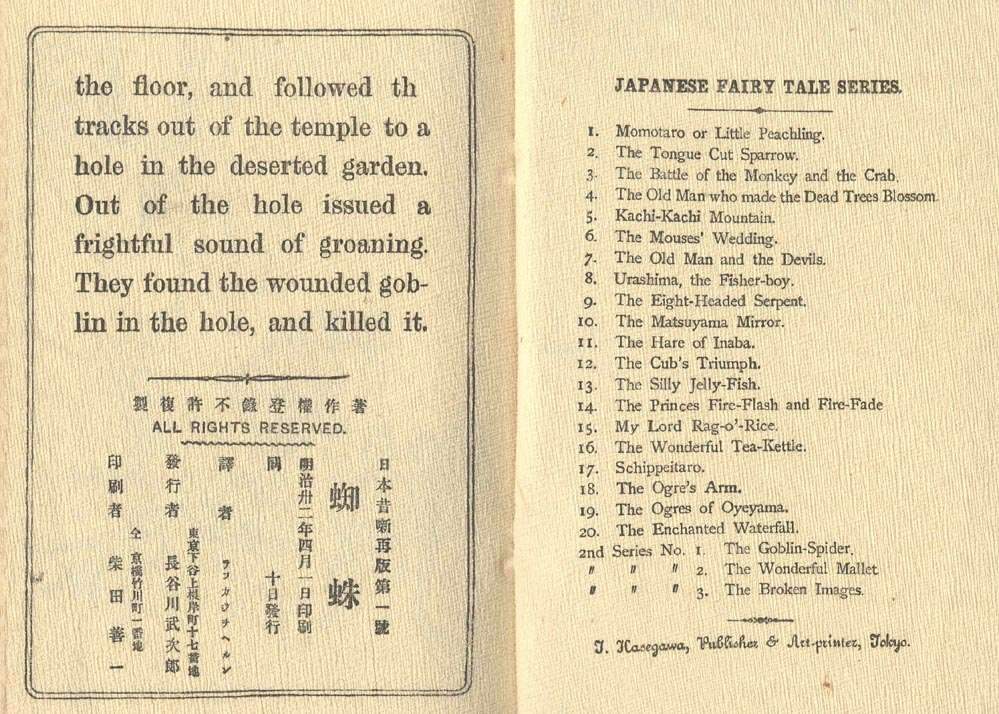 the floor, and followed th
tracks out of the temple to a
hole in the deserted garden.
Out of the hole issued a
frightful sound of groaning.
They found the wounded gob-
lin in the hole, and killed it.
著作權登錄不許複製
ALL RIGHTS RESERVED.
日本昔噺再版第一號
蜘蛛
明治卅二年四月一日印刷
同 十日發行
譯者
東京下谷上根岸町十七番地
發行者 長谷川武次郎
仝 京橋竹川町一番地
印刷者 柴田善一
JAPANESE FAIRY TALE SERIES.
1. Momotaro or Little Peachling.
2. The Tongue Cut Sparrow.
3. The Battle of the Monkey and the Crab.
4. The Old Man who made the Dead Trees Blossom.
5. Kachi-Kachi Mountain.
6. The Mouses' Wedding.
7. The Old Man and the Devils.
8. Urashima, the Fisher-boy.
9. The Eight-Headed Serpent.
10. The Matsuyama Mirror.
11. The Hare of Inaba.
12. The Cub's Triumph.
13. The Silly Jelly-Fish.
14. The Princes Fire-Flash and Fire-Fade
15. My Lord Rag-o'-Rice.
16. The Wonderful Tea-Kettle.
17. Schippeitaro.
18. The Ogre's Arm.
19. The Ogres of Oyeyama.
20. The Enchanted Waterfall.
2nd Series No. 1. The Goblin-Spider.
" " " 2. The Wonderful Mallet
" " " 3. The Broken Images.
T. Hasegawa, Publisher & Art-printer, Tokyo.